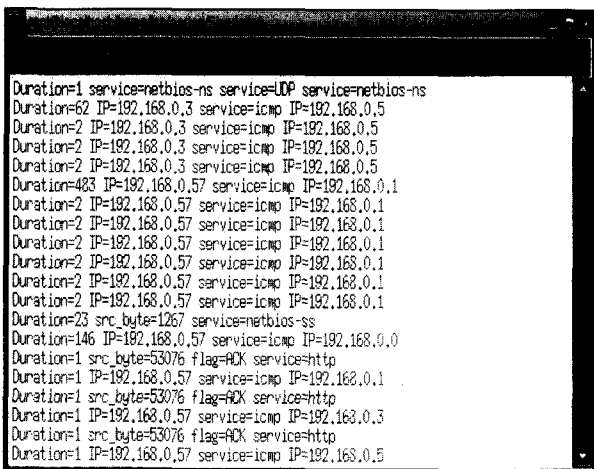 Duration=1 service=netbios-ns service=UDP service=netbios-ns
Duration=62 IP=192.168.0.3 service=icmp IP=192.168.0.5
Duration=2 IP=192.168.0.3 service=icmp IP=192.168.0.5
Duration=2 IP=192.168.0.3 service=icmp IP=192.168.0.5
Duration=2 IP=192.168.0.3 service=icmp IP=192.168.0.5
Duration=483 IP=192.168.0.57 service=icmp IP=192.168.0.1
Duration=2 IP=192.168.0.57 service=icmp IP=192.168.0.1
Duration=2 IP=192.168.0.57 service=icmp IP=192.168.0.1
Duration=2 IP=192.168.0.57 service=icmp IP=192.168.0.1
Duration=2 IP=192.168.0.57 service=icmp IP=192.168.0.1
Duration=2 IP=192.168.0.57 service=icmp IP=192.168.0.1
Duration=2 IP=192.168.0.57 service=icmp IP=192.168.0.1
Duration=23 src_byte=1267 service=netbios-ss
Duration=146 IP=192.168.0.57 service=icmp IP=192.168.0.0
Duration=1 src_byte=53076 flag=ACK service=http
Duration=1 IP=192.168.0.57 service=icmp IP=192.168.0.1
Duration=1 src_byte=53076 flag=ACK service=http
Duration=1 IP=192.168.0.57 service=icmp IP=192.168.0.3
Duration=1 src_byte=53076 flag=ACK service=http
Duration=1 IP=192.168.0.57 service=icmp IP=192.168.0.5